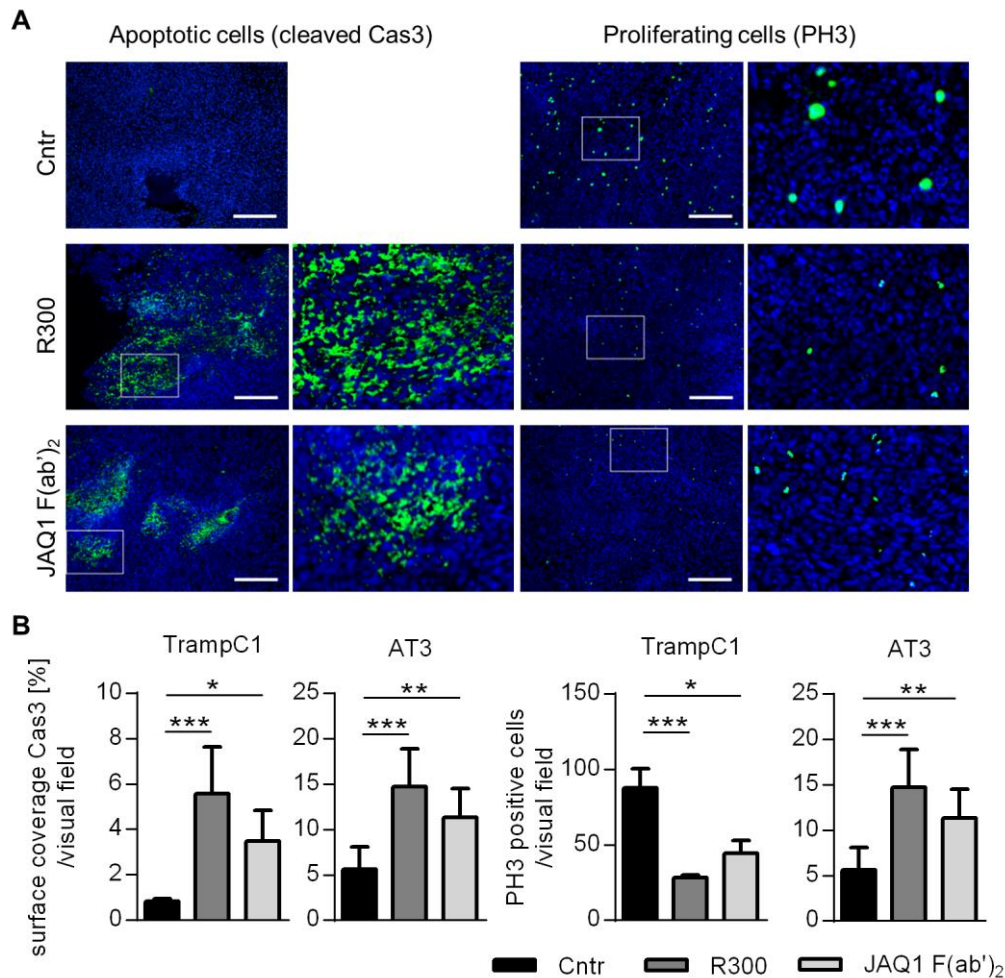 A
Apoptotic cells (cleaved Cas3)
Proliferating cells (PH3)
Cntr
R300
JAQ1 F(ab')₂
B
TrampC1
AT3
TrampC1
AT3
surface coverage Cas3 [%]
/visual field
10
8
6
4
2
0
*
***
25
20
15
10
5
0
**
***
PH3 positive cells
/visual field
150
100
50
0
*
***
25
20
15
10
5
0
**
***
Cntr
R300
JAQ1 F(ab')₂